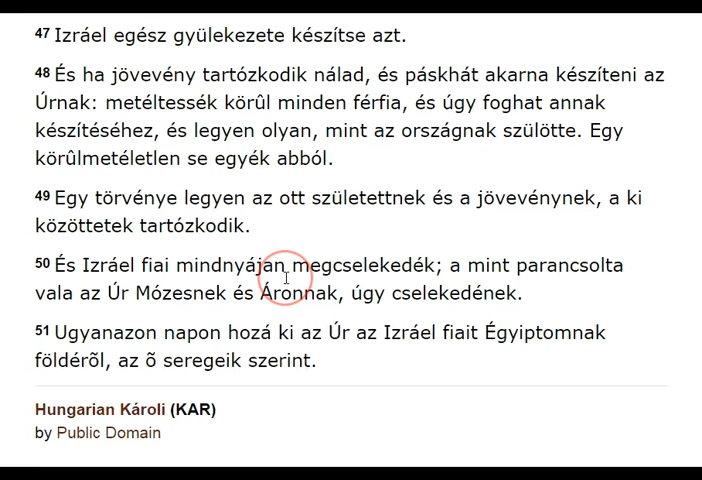 47 Izráel egész gyülekezete készítse azt.
48 És ha jövevény tartózkodik nálad, és páskhát akarna készíteni az
Úrnak: metéltessék körûl minden férfia, és úgy foghat annak
készítéséhez, és legyen olyan, mint az országnak szülötte. Egy
körûlmetéletlen se egyék abból.
49 Egy törvénye legyen az ott születettnek és a jövevénynek, a ki
közöttetek tartózkodik.
50 És Izráel fiai mindnyájan megcselekedék; a mint parancsolta
vala az Úr Mózesnek és Áronnak, úgy cselekedének.
51 Ugyanazon napon hozá ki az Úr az Izráel fiait Égyiptomnak
földérõl, az õ seregeik szerint.
Hungarian Károli (KAR)
by Public Domain